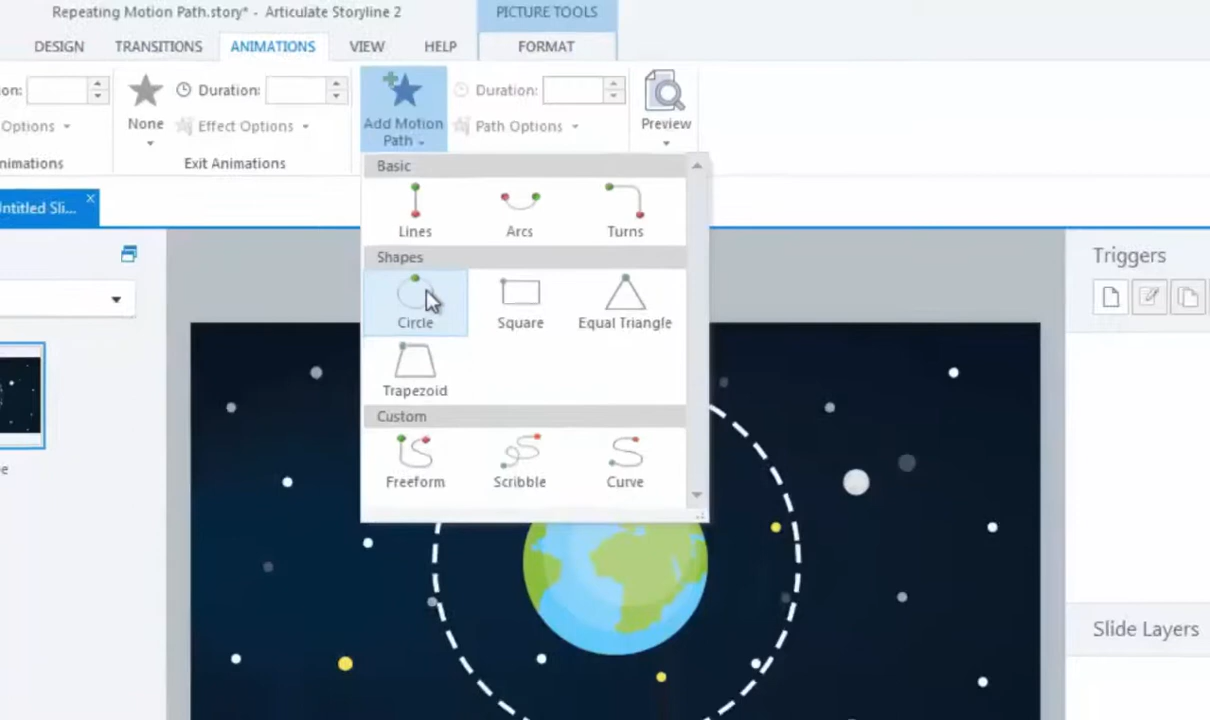 Repeating Motion Path.story* - Articulate Storyline 2
PICTURE TOOLS
DESIGN TRANSITIONS ANIMATIONS VIEW HELP FORMAT
on:
Duration:
Duration:
Options
None
Effect Options
Add Motion
Path
Path Options
Preview
nimations
Exit Animations
Basic
ntitled Sli...
Lines Arcs Turns
Shapes
Triggers
Circle Square Equal Triangle
Trapezoid
Custom
e
Freeform Scribble Curve
Slide Layers